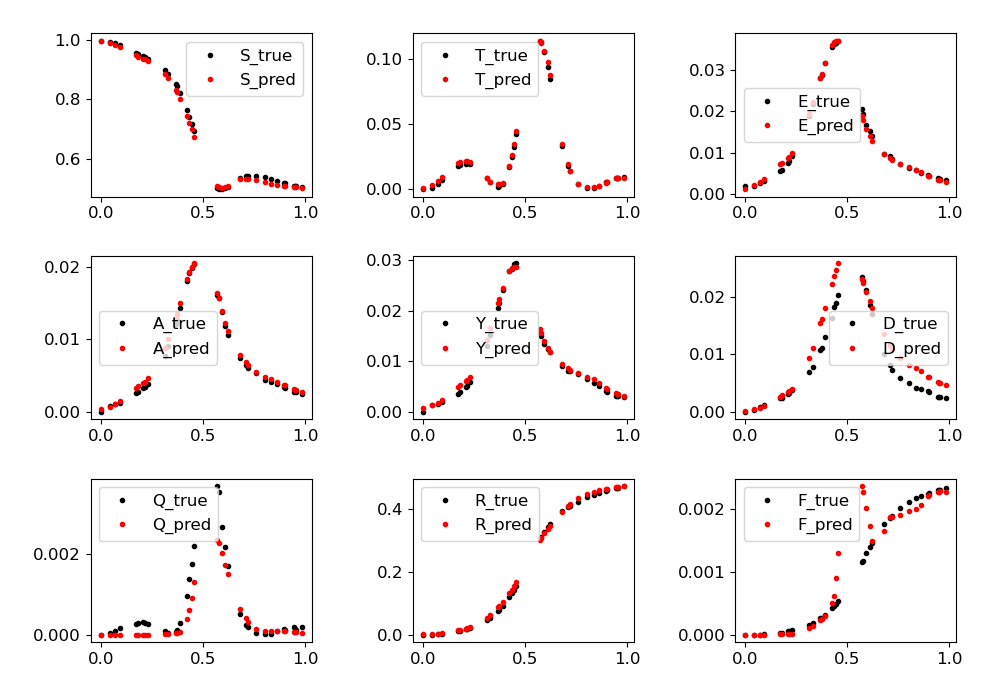 1.0
0.8
0.6
S_true
S_pred
0.0 0.5 1.0
0.10
0.05
0.00
T_true
T_pred
0.0 0.5 1.0
0.03
0.02
0.01
0.00
E_true
E_pred
0.0 0.5 1.0
0.02
0.01
0.00
A_true
A_pred
0.0 0.5 1.0
0.03
0.02
0.01
0.00
Y_true
Y_pred
0.0 0.5 1.0
0.02
0.01
0.00
D_true
D_pred
0.0 0.5 1.0
0.002
0.000
Q_true
Q_pred
0.0 0.5 1.0
0.4
0.2
0.0
R_true
R_pred
0.0 0.5 1.0
0.002
0.001
0.000
F_true
F_pred
0.0 0.5 1.0